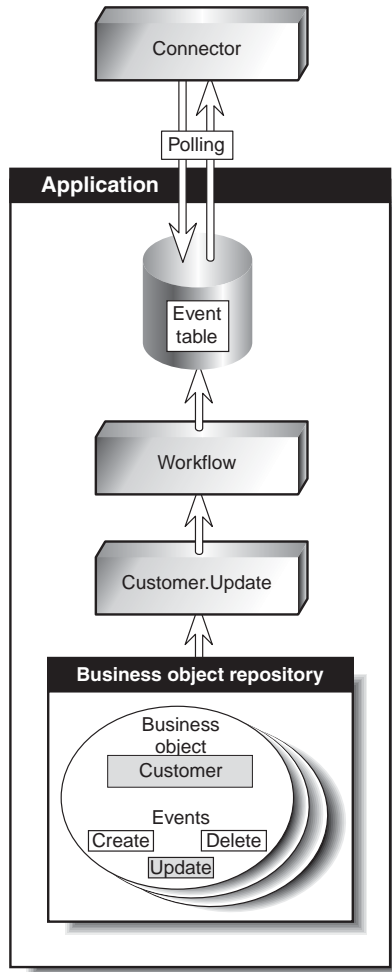 Connector
Polling
Application
Event
table
Workflow
Customer.Update
Business object repository
Business
object
Customer
Events
Create
Delete
Update